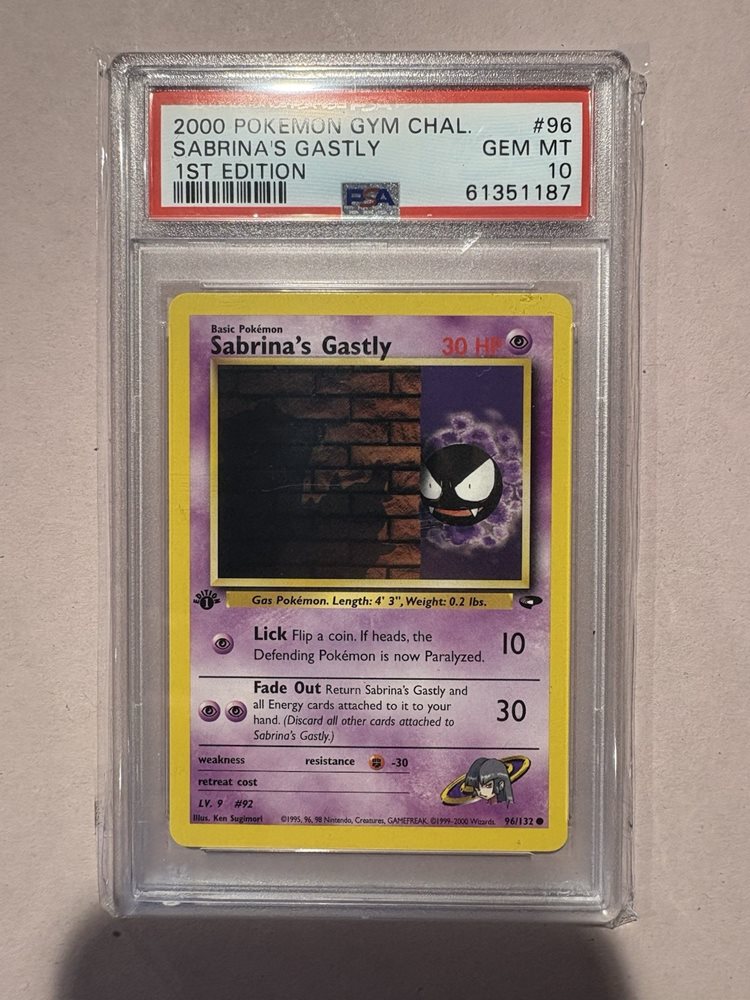 2000 POKEMON GYM CHAL. #96
SABRINA'S GASTLY GEM MT
1ST EDITION 10
PSA 61351187
Basic Pokémon
Sabrina's Gastly 30 HP
EDITION 1
Gas Pokémon. Length: 4' 3", Weight: 0.2 lbs.
Lick Flip a coin. If heads, the
Defending Pokémon is now Paralyzed. 10
Fade Out Return Sabrina's Gastly and
all Energy cards attached to it to your
hand. (Discard all other cards attached to
Sabrina's Gastly.) 30
weakness resistance -30
retreat cost
LV. 9 #92
Illus. Ken Sugimori ©1995, 96, 98 Nintendo, Creatures, GAMEFREAK. ©1999-2000 Wizards. 96/132